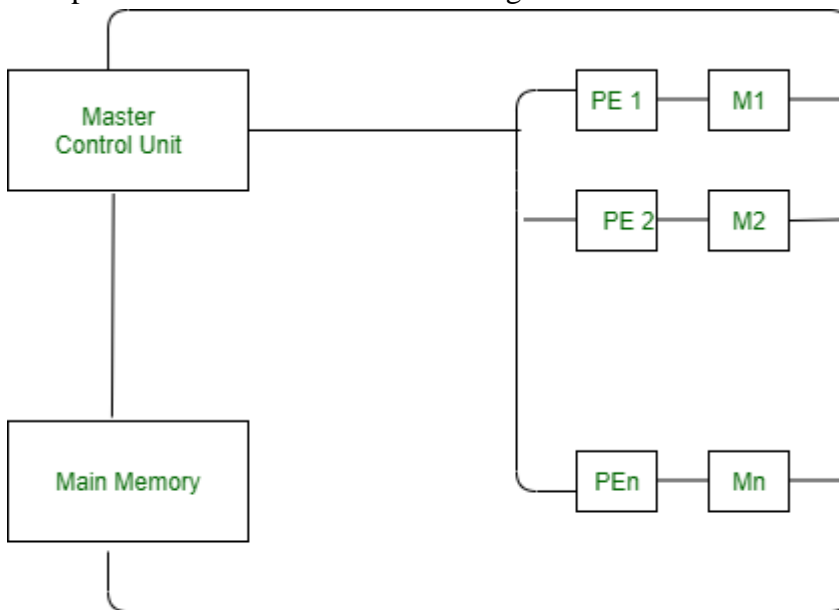 Master
Control Unit
PE 1
M1
PE 2
M2
Main Memory
PEn
Mn